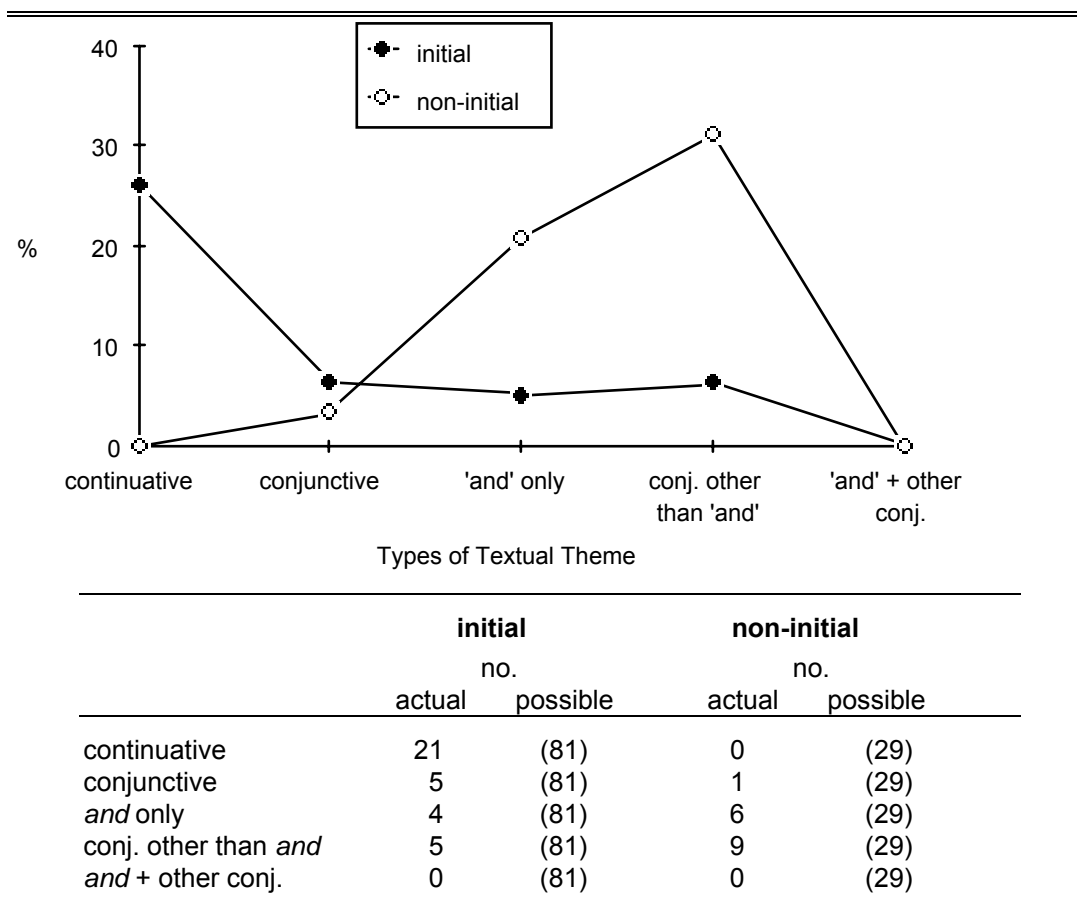 initial
non-initial
40
30
20
10
0
%
continuative conjunctive 'and' only conj. other 'and' + other
than 'and' conj.
Types of Textual Theme
initial non-initial
no. no.
actual possible actual possible
continuative 21 (81) 0 (29)
conjunctive 5 (81) 1 (29)
and only 4 (81) 6 (29)
conj. other than and 5 (81) 9 (29)
and + other conj. 0 (81) 0 (29)